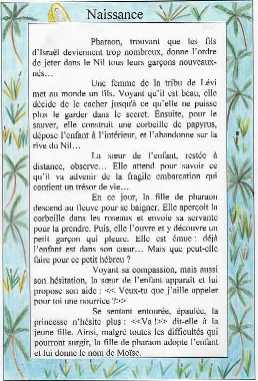 Naissance
Pharaon, trouvant que les fils
d'Israël deviennent trop nombreux, donne l'ordre
de jeter dans le Nil tous leurs garçons nouveaux-
nés...
Une femme de la tribu de Lévi
met au monde un fils. Voyant qu'il est beau, elle
décide de le cacher jusqu'à ce qu'elle ne puisse
plus le garder dans le secret. Ensuite, pour le
sauver, elle construit une corbeille de papyrus,
dépose l'enfant à l'intérieur, et l'abandonne sur la
rive du Nil...
La sœur de l'enfant, restée à
distance, observe... Elle attend pour savoir ce
qu'il va advenir de la fragile embarcation qui
contient un trésor de vie...
En ce jour, la fille de pharaon
descend au fleuve pour se baigner. Elle aperçoit la
corbeille dans les roseaux et envoie sa servante
pour la prendre. Puis, elle l'ouvre et y découvre un
petit garçon qui pleure. Elle est émue : déjà
l'enfant est dans son cœur... Mais que peut-elle
faire pour ce petit hébreu ?
Voyant sa compassion, mais aussi
son hésitation, la sœur de l'enfant apparaît et lui
propose son aide : << Veux-tu que j'aille appeler
pour toi une nourrice ?>>
Se sentant entourée, épaulée, la
princesse n'hésite plus : <<Va !>> dit-elle à la
jeune fille. Ainsi, malgré toutes les difficultés qui
pourront surgir, la fille de pharaon adopte l'enfant
et lui donne le nom de Moïse.